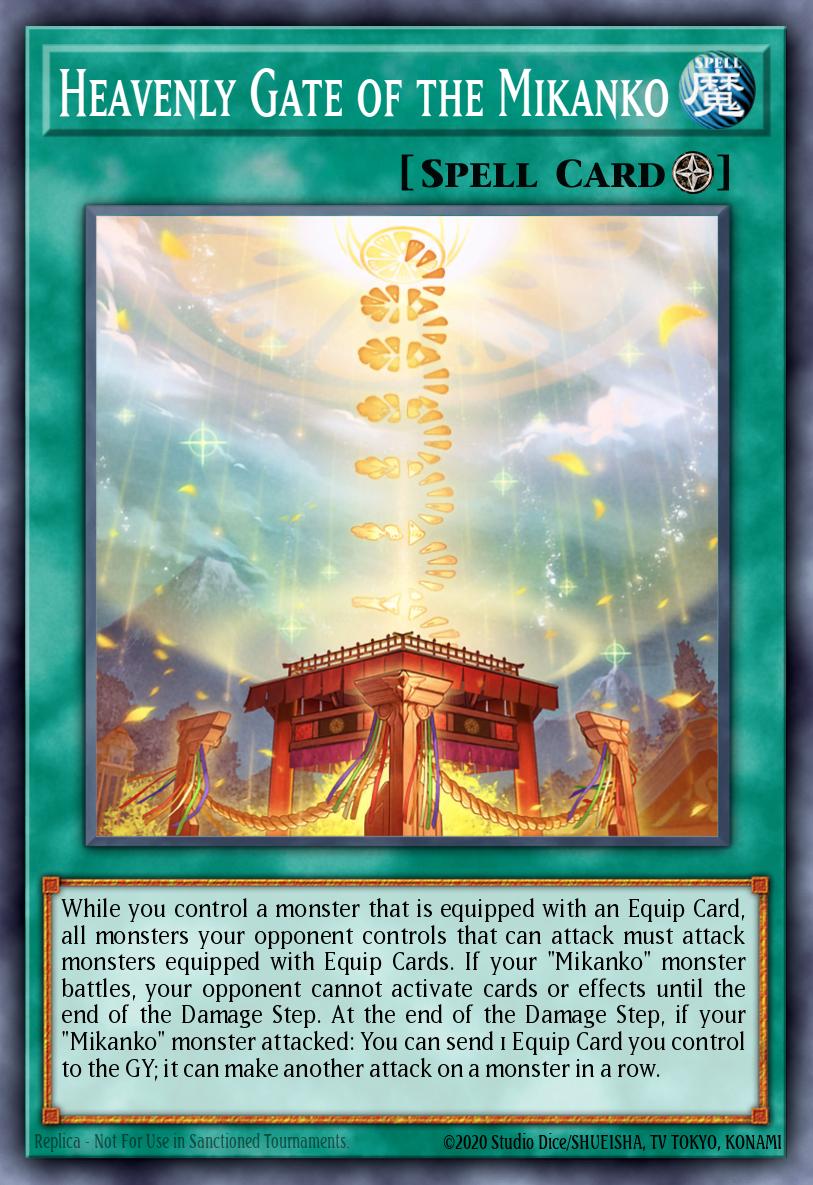 Heavenly Gate of the Mikanko
SPELL
魔
[Spell Card]
While you control a monster that is equipped with an Equip Card,
all monsters your opponent controls that can attack must attack
monsters equipped with Equip Cards. If your "Mikanko" monster
battles, your opponent cannot activate cards or effects until the
end of the Damage Step. At the end of the Damage Step, if your
"Mikanko" monster attacked: You can send 1 Equip Card you control
to the GY; it can make another attack on a monster in a row.
Replica - Not For Use in Sanctioned Tournaments.
©2020 Studio Dice/SHUEISHA, TV TOKYO, KONAMI